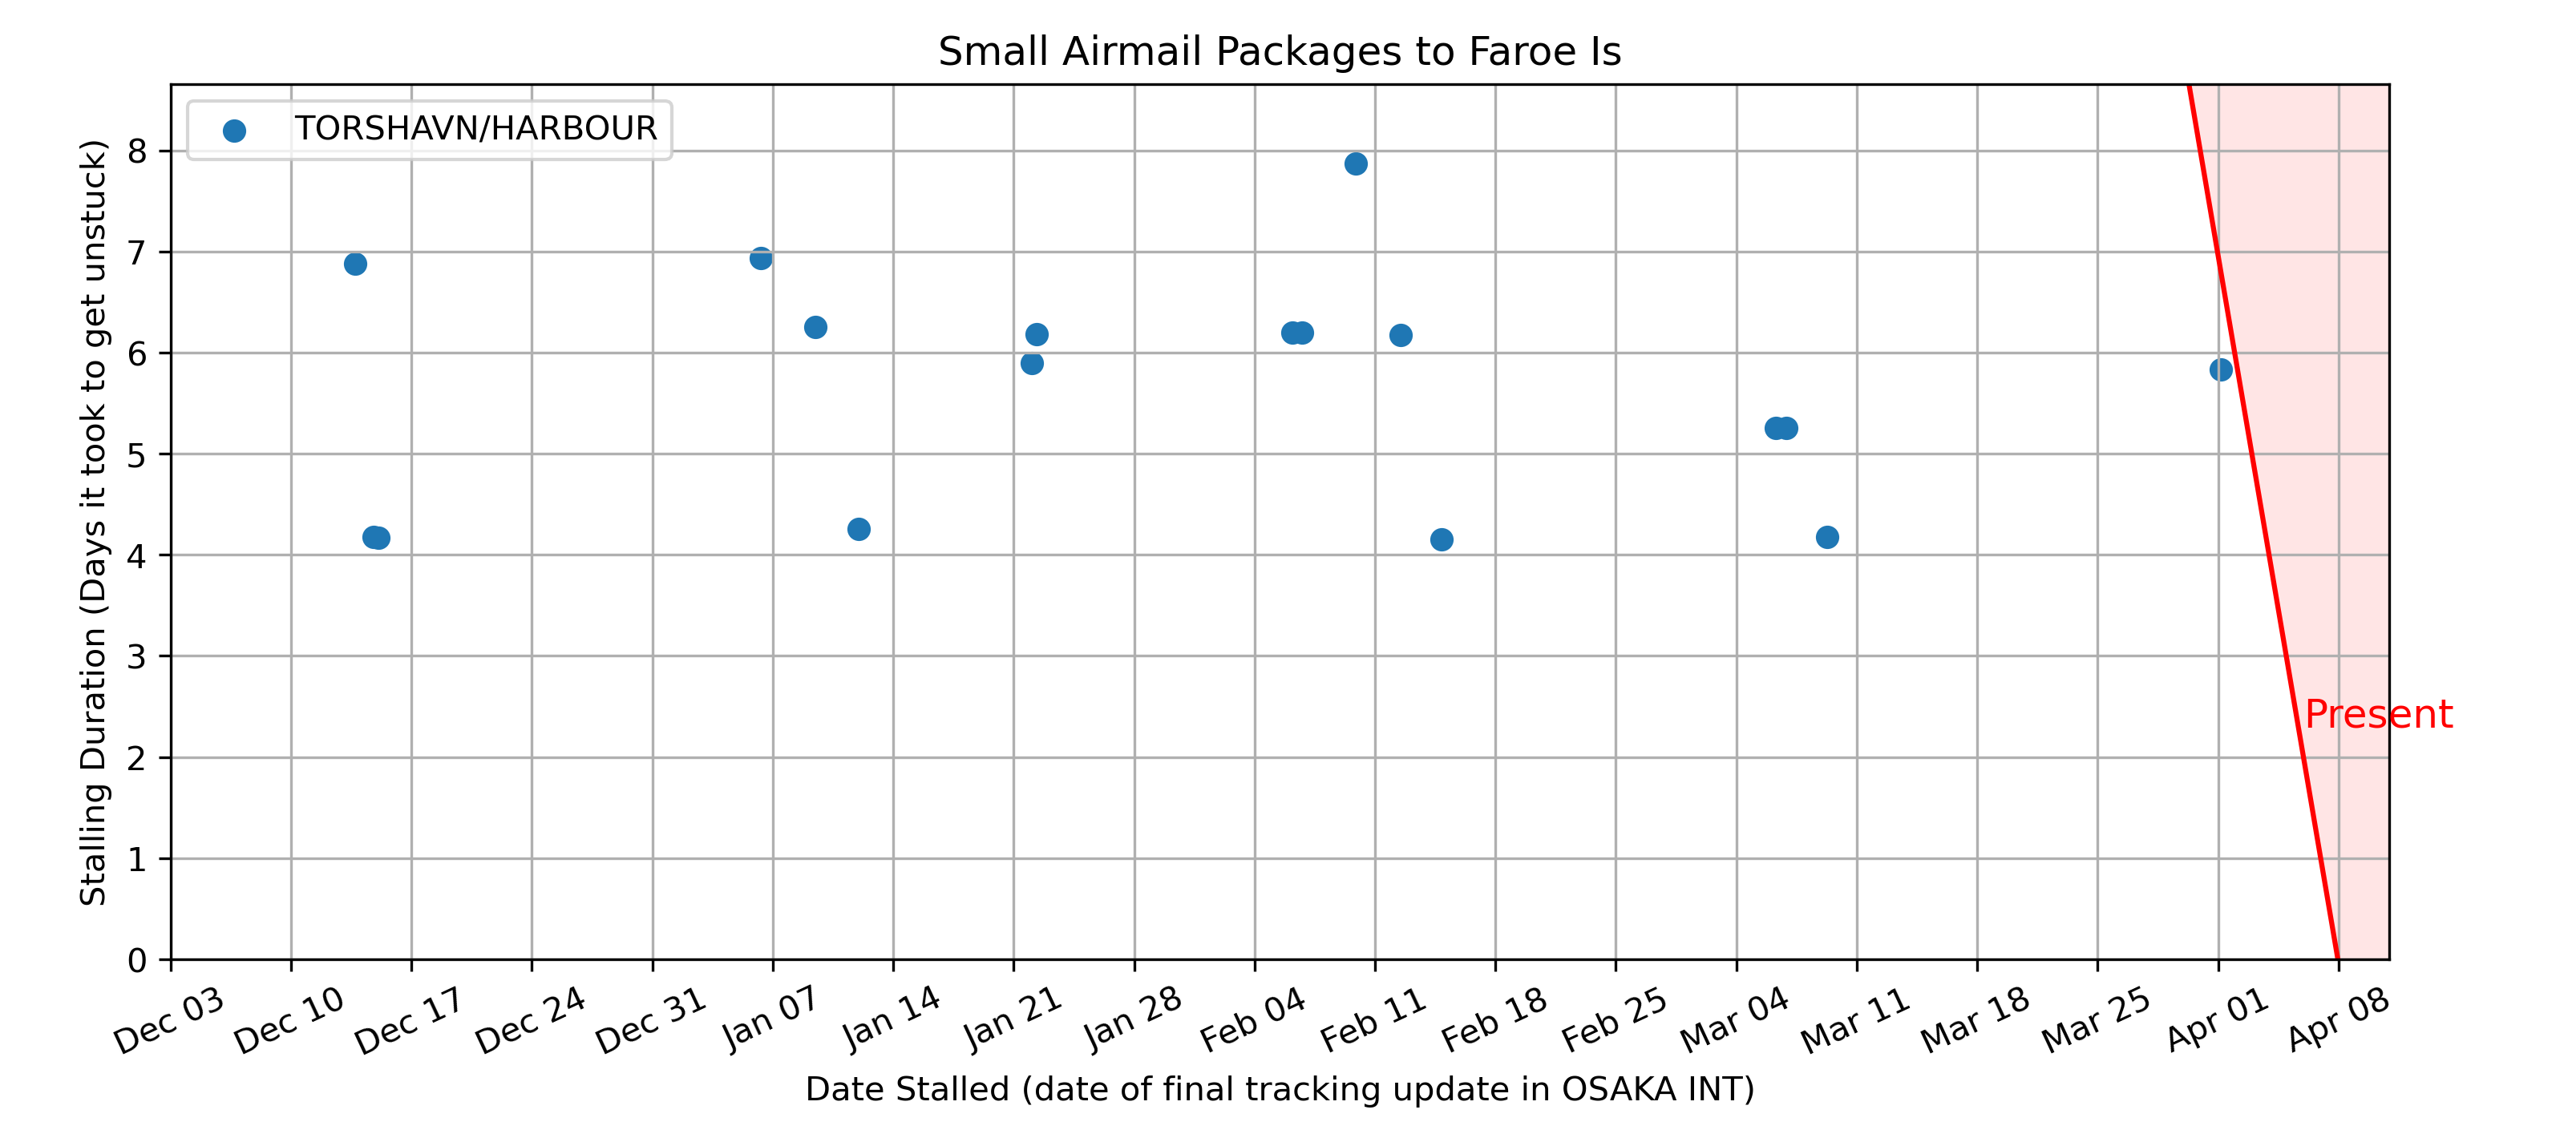 Small Airmail Packages to Faroe Is
TORSHAVN/HARBOUR
Stalling Duration (Days it took to get unstuck)
8
7
6
5
4
3
2
1
0
Present
Dec 03
Dec 10
Dec 17
Dec 24
Dec 31
Jan 07
Jan 14
Jan 21
Jan 28
Feb 04
Feb 11
Feb 18
Feb 25
Mar 04
Mar 11
Mar 18
Mar 25
Apr 01
Apr 08
Date Stalled (date of final tracking update in OSAKA INT)